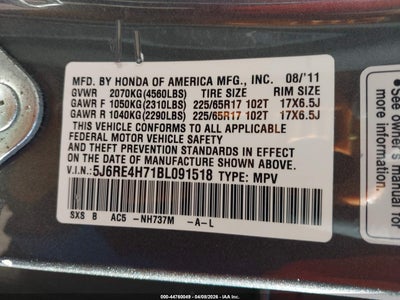 MFD. BY HONDA OF AMERICA MFG., INC. 08/'11
GVWR 2070KG(4560LBS) TIRE SIZE RIM SIZE
GAWR F 1050KG(2310LBS) 225/65R17 102T 17X6.5J
GAWR R 1040KG(2290LBS) 225/65R17 102T 17X6.5J
THIS VEHICLE CONFORMS TO ALL APPLICABLE
FEDERAL MOTOR VEHICLE SAFETY
AND THEFT PREVENTION STANDARDS IN EFFECT ON
THE DATE OF MANUFACTURE SHOWN ABOVE.
V.I.N.:5J6RE4H71BL091518 TYPE: MPV
SXS B AC5 -NH737M -A-L
000-44760049 - 04/09/2026 - IAA Inc.